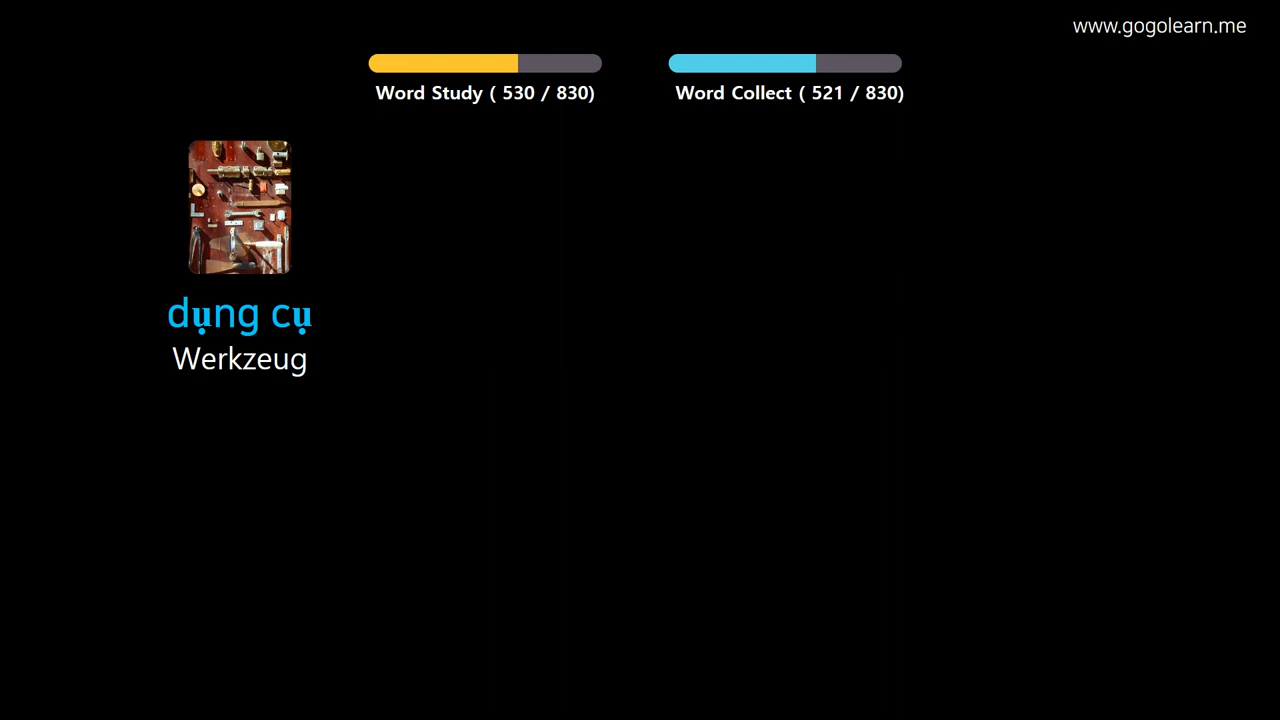 www.gogolearn.me
Word Study ( 530 / 830)
Word Collect ( 521 / 830)
dụng cụ
Werkzeug